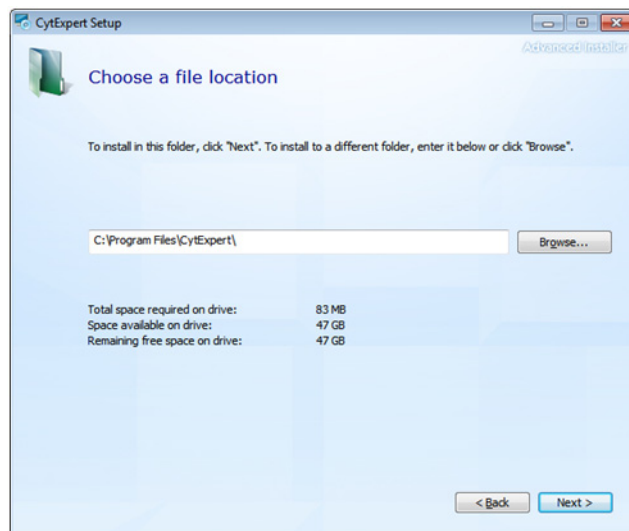 CytExpert Setup
Advanced Installer
Choose a file location
To install in this folder, click "Next". To install to a different folder, enter it below or click "Browse".
C:\Program Files\CytExpert\
Browse...
Total space required on drive: 83 MB
Space available on drive: 47 GB
Remaining free space on drive: 47 GB
< Back
Next >